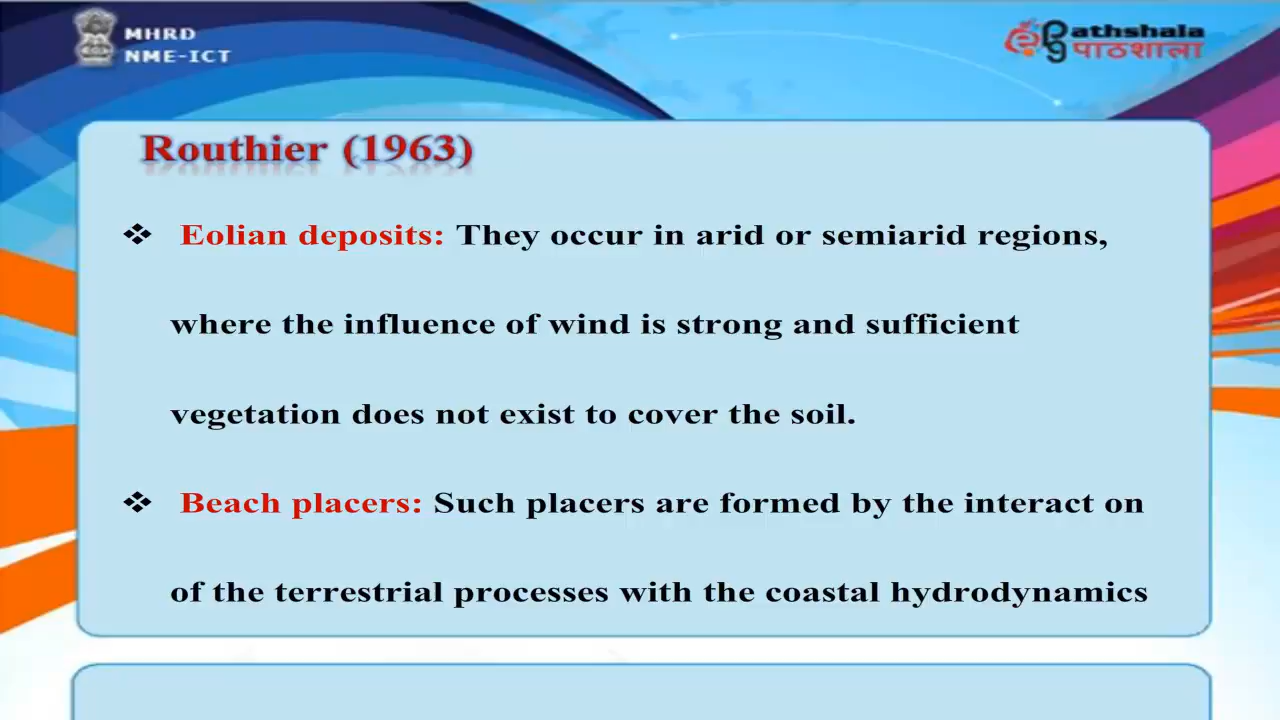 MHRD
NME-ICT
athshala
पाठशाला
Routhier (1963)
❖ Eolian deposits: They occur in arid or semiarid regions,
where the influence of wind is strong and sufficient
vegetation does not exist to cover the soil.
❖ Beach placers: Such placers are formed by the interact on
of the terrestrial processes with the coastal hydrodynamics